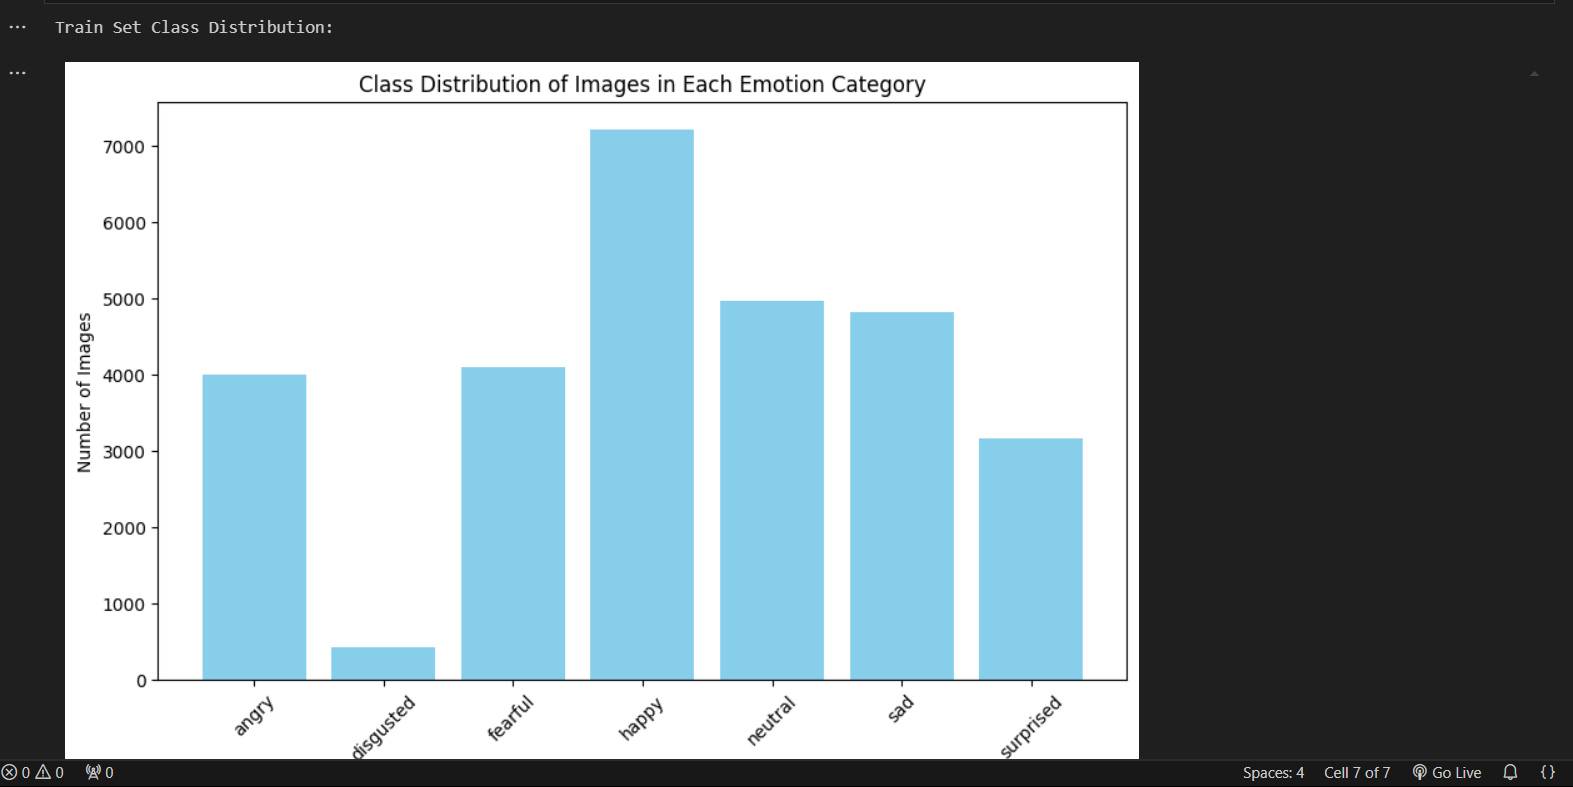 Train Set Class Distribution:
Class Distribution of Images in Each Emotion Category
Number of Images
7000
6000
5000
4000
3000
2000
1000
0
angry
disgusted
fearful
happy
neutral
sad
surprised
0 0 0
Spaces: 4 Cell 7 of 7 Go Live {}